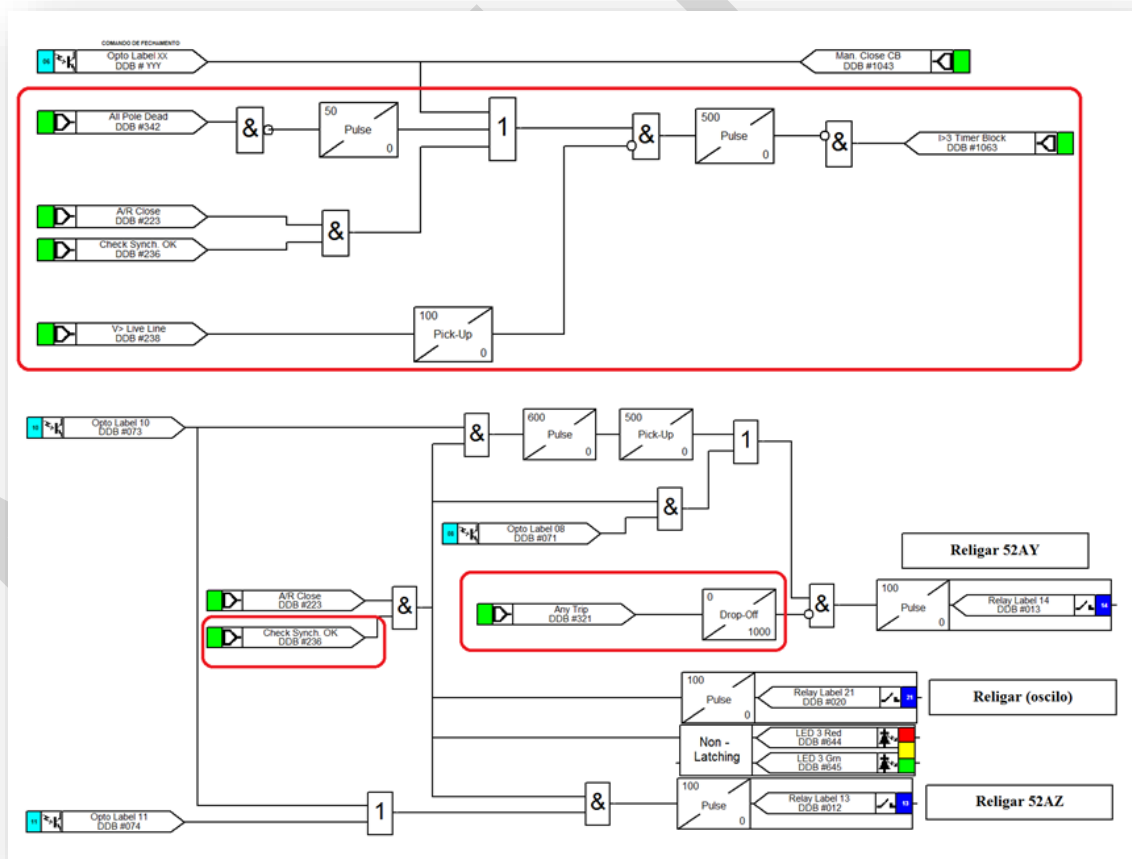 COMANDO DE FECHAMENTO
Opto Label XX
DDB # YYY
Man. Close CB
DDB #1043
All Pole Dead
DDB #342
&
50
Pulse
0
1
&
500
Pulse
0
&
I>3 Timer Block
DDB #1063
A/R Close
DDB #223
Check Synch. OK
DDB #236
&
V> Live Line
DDB #238
100
Pick-Up
0
10
Opto Label 10
DDB #073
&
600
Pulse
0
500
Pick-Up
0
1
08
Opto Label 08
DDB #071
&
Religar 52AY
A/R Close
DDB #223
Check Synch. OK
DDB #236
&
Any Trip
DDB #321
0
Drop-Off
1000
&
100
Pulse
0
Relay Label 14
DDB #013
14
100
Pulse
0
Relay Label 21
DDB #020
21
Religar (oscilo)
Non -
Latching
LED 3 Red
DDB #644
LED 3 Grn
DDB #645
11
Opto Label 11
DDB #074
1
&
100
Pulse
0
Relay Label 13
DDB #012
13
Religar 52AZ